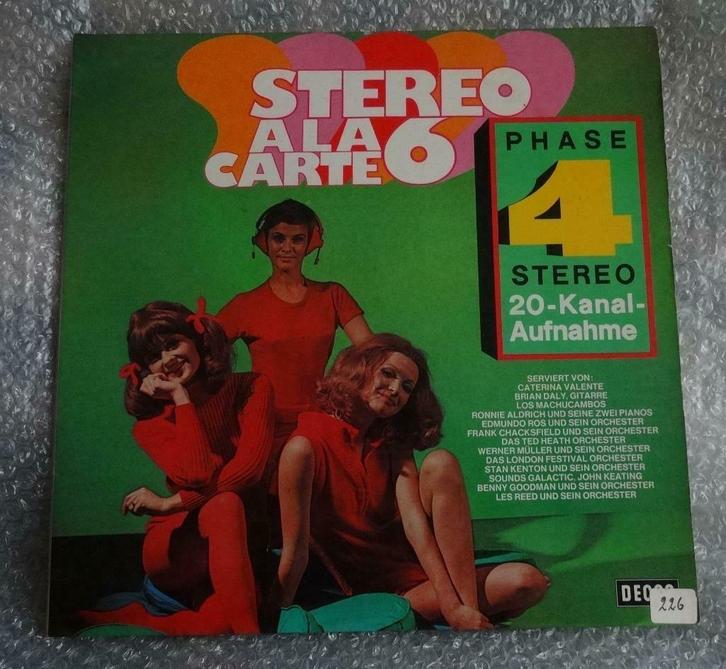 STEREO
A LA
CARTE 6
PHASE
4
STEREO
20-Kanal-
Aufnahme
SERVIERT VON:
CATERINA VALENTE
BRIAN DALY, GITARRE
LOS MACHUCAMBOS
RONNIE ALDRICH UND SEINE ZWEI PIANOS
EDMUNDO ROS UND SEIN ORCHESTER
FRANK CHACKSFIELD UND SEIN ORCHESTER
DAS TED HEATH ORCHESTER
WERNER MÜLLER UND SEIN ORCHESTER
DAS LONDON FESTIVAL ORCHESTER
STAN KENTON UND SEIN ORCHESTER
SOUNDS GALACTIC, JOHN KEATING
BENNY GOODMAN UND SEIN ORCHESTER
LES REED UND SEIN ORCHESTER
DECCA
226